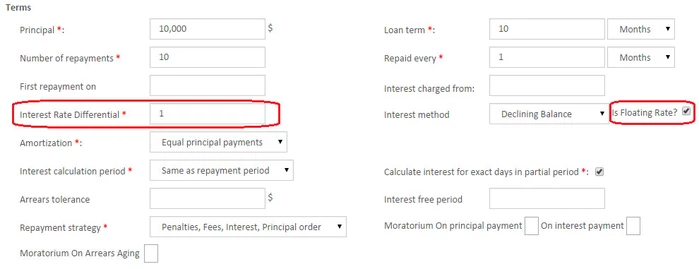 Terms
Principal *: 10,000 $ Loan term *: 10 Months
Number of repayments * 10 Repaid every * 1 Months
First repayment on Interest charged from:
Interest Rate Differential * 1 Interest method Declining Balance Is Floating Rate?
Amortization *: Equal principal payments
Interest calculation period * Same as repayment period Calculate interest for exact days in partial period *:
Arrears tolerance $ Interest free period
Repayment strategy * Penalties, Fees, Interest, Principal order Moratorium On principal payment On interest payment
Moratorium On Arrears Aging